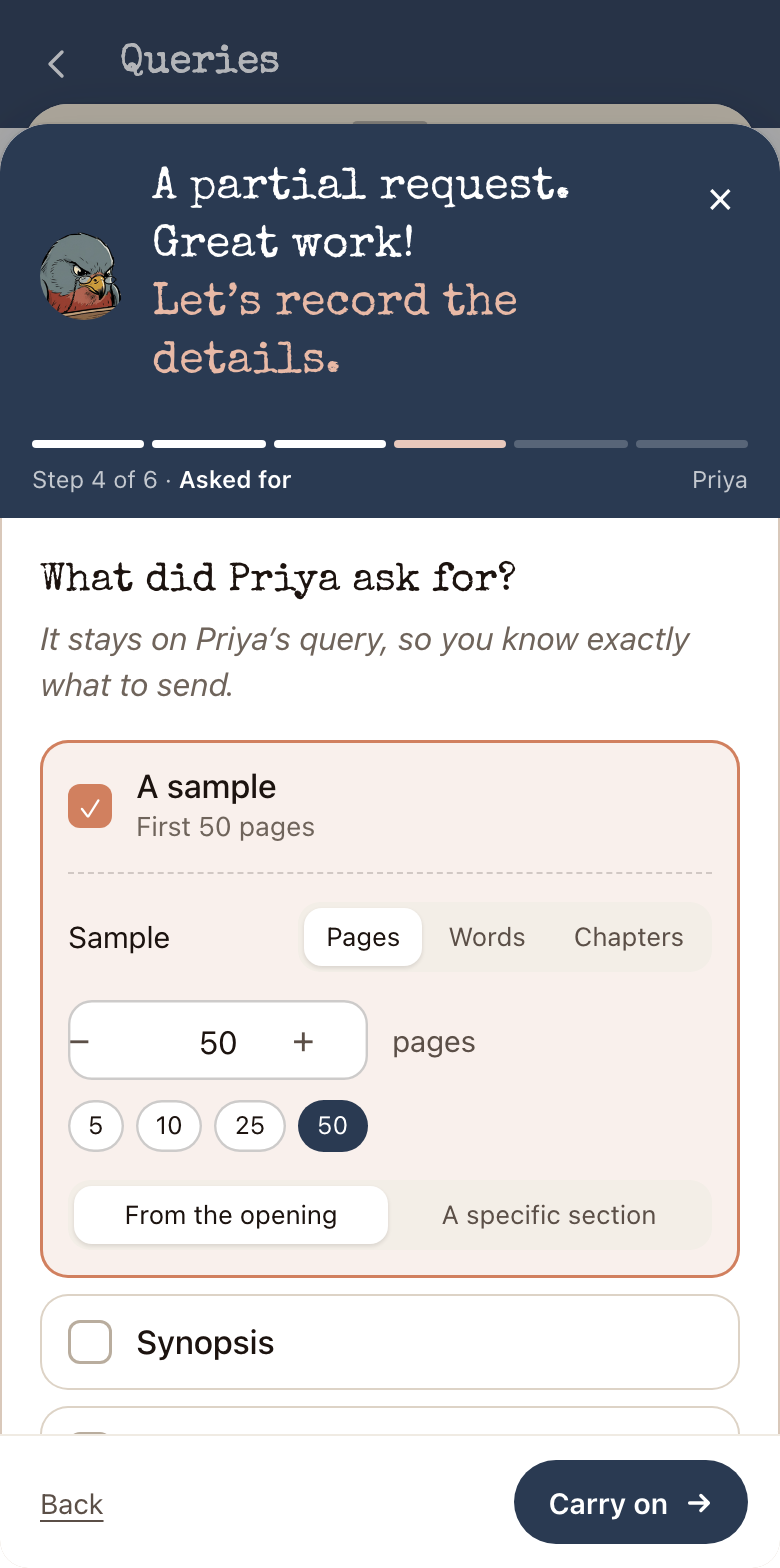 Queries
A partial request.
Great work!
Let’s record the
details.
Step 4 of 6 · Asked for
Priya
What did Priya ask for?
It stays on Priya’s query, so you know exactly
what to send.
A sample
First 50 pages
Sample
Pages
Words
Chapters
− 50 +
pages
5
10
25
50
From the opening
A specific section
Synopsis
Back
Carry on →